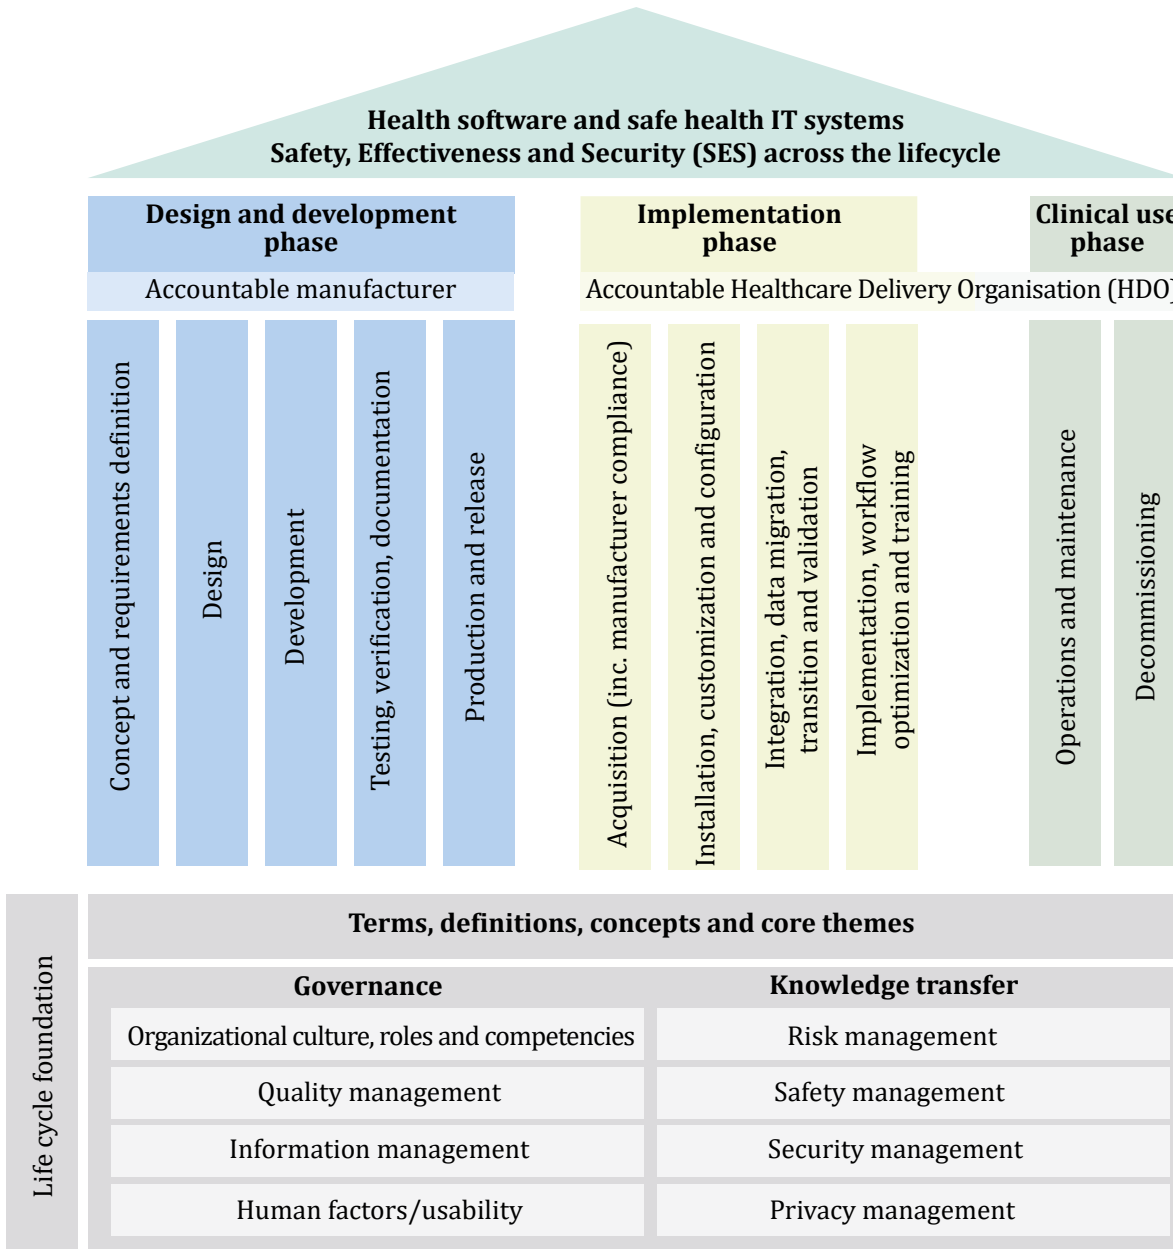 Health software and safe health IT systems
Safety, Effectiveness and Security (SES) across the lifecycle
Design and development
phase
Accountable manufacturer
Concept and requirements definition
Design
Development
Testing, verification, documentation
Production and release
Implementation
phase
Clinical use
phase
Accountable Healthcare Delivery Organisation (HDO)
Acquisition (inc. manufacturer compliance)
Installation, customization and configuration
Integration, data migration,
transition and validation
Implementation, workflow
optimization and training
Operations and maintenance
Decommissioning
Life cycle foundation
Terms, definitions, concepts and core themes
Governance
Knowledge transfer
Organizational culture, roles and competencies
Risk management
Quality management
Safety management
Information management
Security management
Human factors/usability
Privacy management